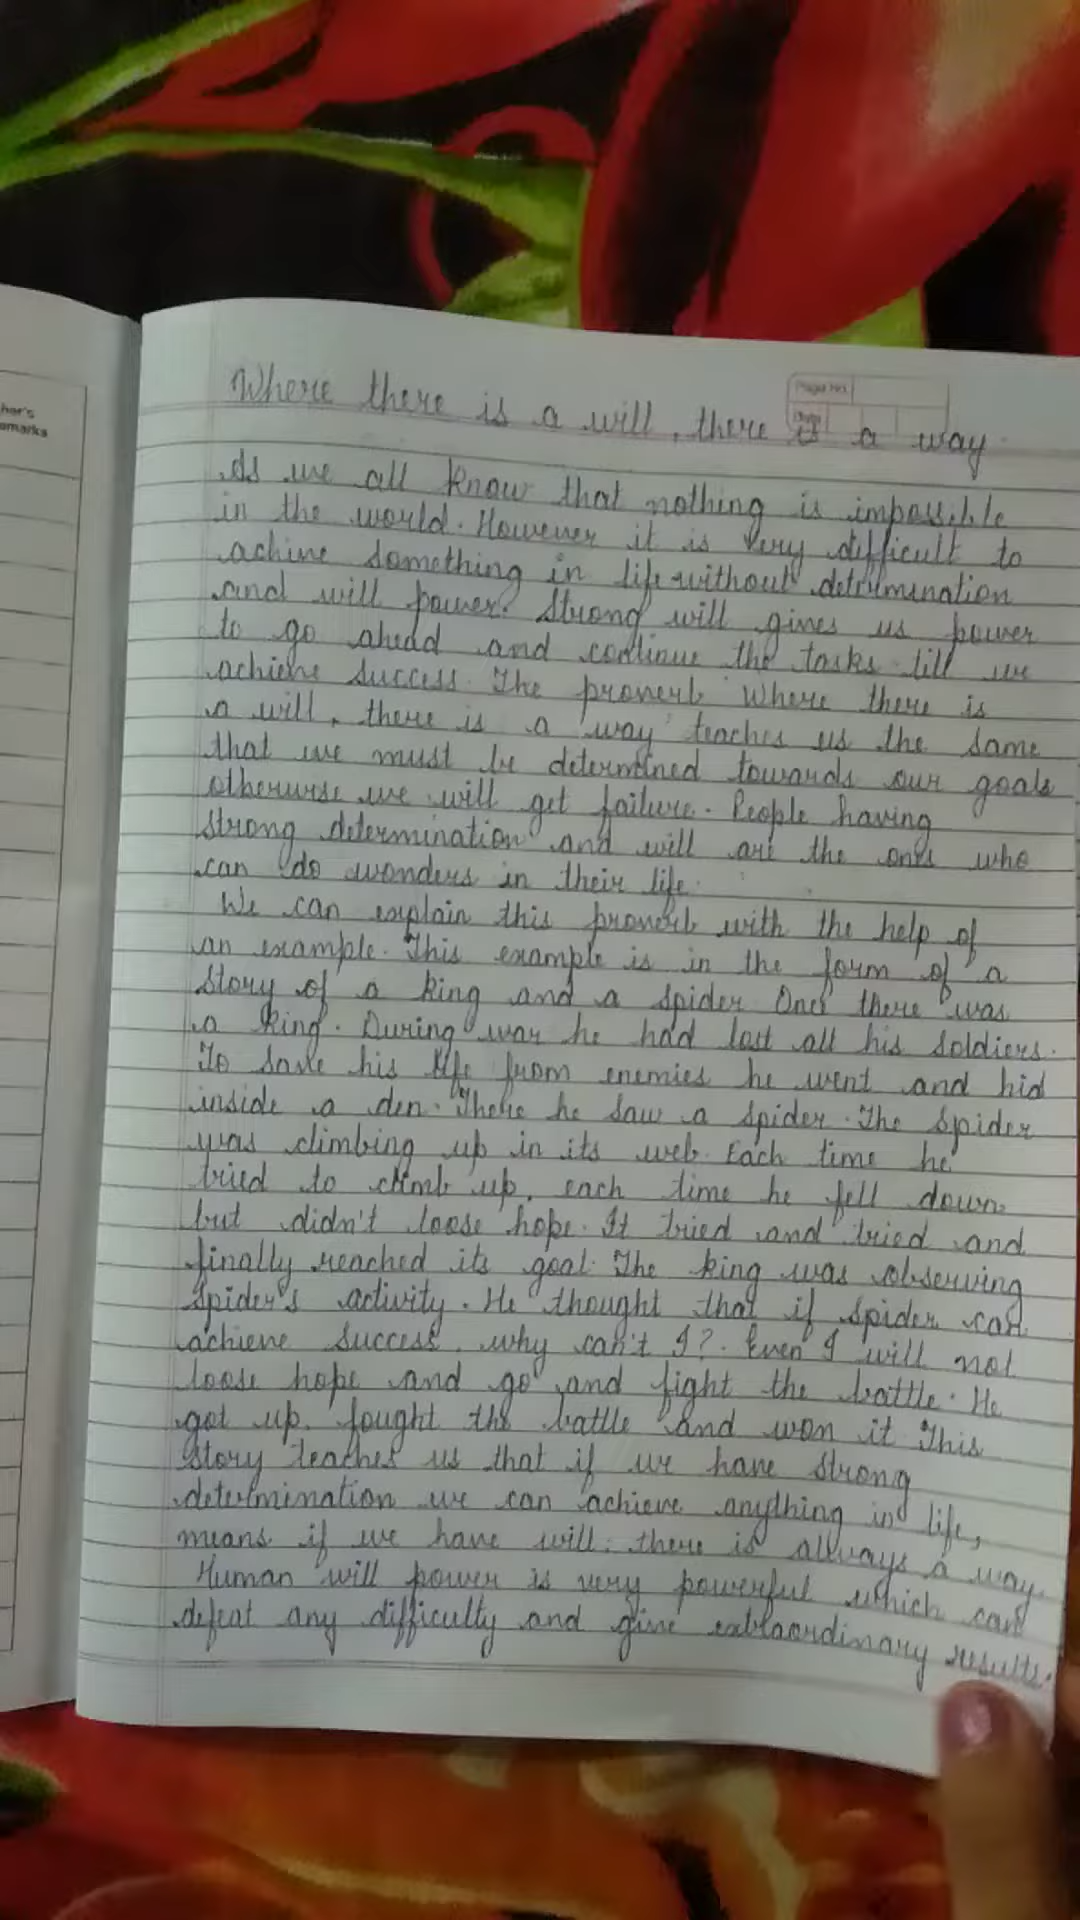 her's
emarks
Page No.
Date
Where there is a will, there is a way
As we all know that nothing is impossible
in the world. However it is very difficult to
achive something in life without determination
and will power. Strong will gives us power
to go ahead and continue the tasks till we
achieve success. The proverb 'Where there is
a will, there is a way' teaches us the same
that we must be determined towards our goals
otherwise we will get failure. People having
strong determination and will are the ones who
can do wonders in their life.
We can explain this proverb with the help of
an example. This example is in the form of a
story of a king and a spider. Once there was
a king. During war he had lost all his soldiers.
To save his life from enemies he went and hid
inside a den. There he saw a spider. The spider
was climbing up in its web. Each time he
tried to climb up, each time he fell down
but didn't loose hope. It tried and tried and
finally reached its goal. The king was observing
spider's activity. He thought that if spider can
achieve success, why can't I?. Even I will not
loose hope and go and fight the battle. He
got up, fought the battle and won it. This
story teaches us that if we have strong
determination we can achieve anything in life,
means if we have will, there is allways a way.
Human will power is very powerful which can
defeat any difficulty and give extraordinary results.